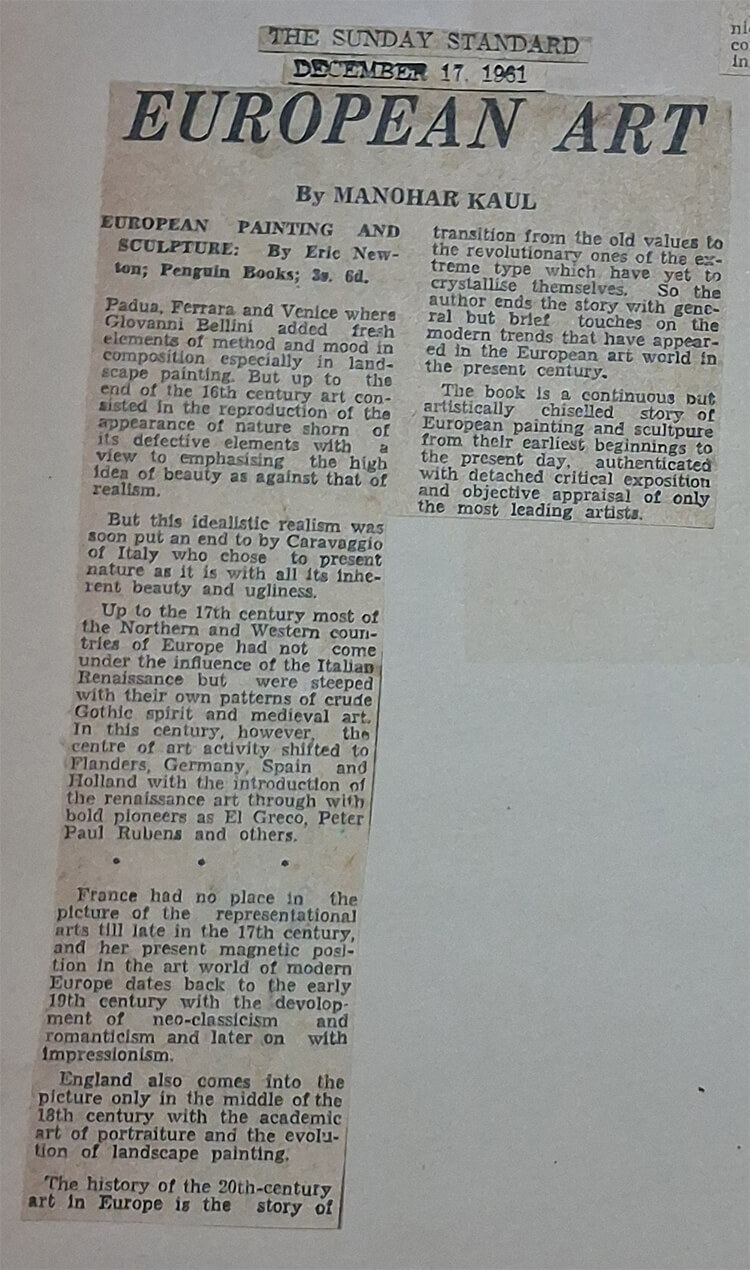 THE SUNDAY STANDARD
DECEMBER 17, 1961
EUROPEAN ART
By MANOHAR KAUL
EUROPEAN PAINTING AND
SCULPTURE: By Eric New-
ton; Penguin Books; 3s. 6d.
Padua, Ferrara and Venice where
Giovanni Bellini added fresh
elements of method and mood in
composition especially in land-
scape painting. But up to the
end of the 16th century art con-
sisted in the reproduction of the
appearance of nature shorn of
its defective elements with a
view to emphasising the high
idea of beauty as against that of
realism.
But this idealistic realism was
soon put an end to by Caravaggio
of Italy who chose to present
nature as it is with all its inhe-
rent beauty and ugliness.
Up to the 17th century most of
the Northern and Western coun-
tries of Europe had not come
under the influence of the Italian
Renaissance but were steeped
with their own patterns of crude
Gothic spirit and medieval art.
In this century, however, the
centre of art activity shifted to
Flanders, Germany, Spain and
Holland with the introduction of
the renaissance art through with
bold pioneers as El Greco, Peter
Paul Rubens and others.
• • •
France had no place in the
picture of the representational
arts till late in the 17th century,
and her present magnetic posi-
tion in the art world of modern
Europe dates back to the early
19th century with the devolop-
ment of neo-classicism and
romanticism and later on with
impressionism.
England also comes into the
picture only in the middle of the
18th century with the academic
art of portraiture and the evolu-
tion of landscape painting.
The history of the 20th-century
art in Europe is the story of
transition from the old values to
the revolutionary ones of the ex-
treme type which have yet to
crystallise themselves. So the
author ends the story with gene-
ral but brief touches on the
modern trends that have appear-
ed in the European art world in
the present century.
The book is a continuous but
artistically chiselled story of
European painting and scultpure
from their earliest beginnings to
the present day, authenticated
with detached critical exposition
and objective appraisal of only
the most leading artists.
ni
co
in